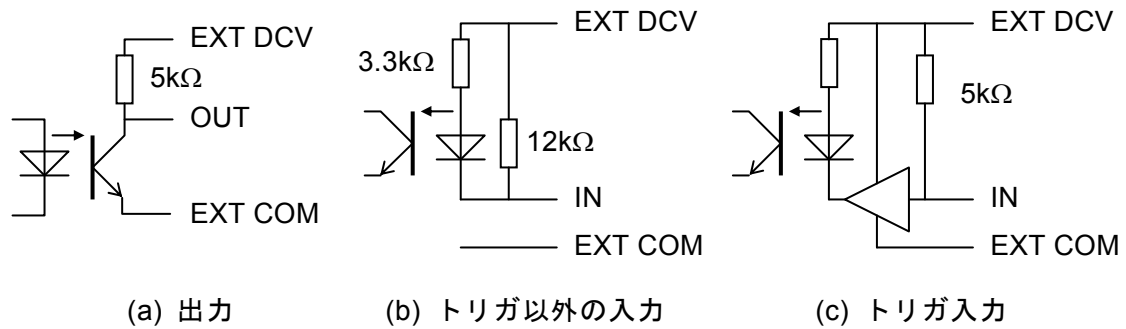 EXT DCV
5kΩ
OUT
EXT COM
(a) 出力
EXT DCV
3.3kΩ
12kΩ
IN
EXT COM
(b) トリガ以外の入力
EXT DCV
5kΩ
IN
EXT COM
(c) トリガ入力